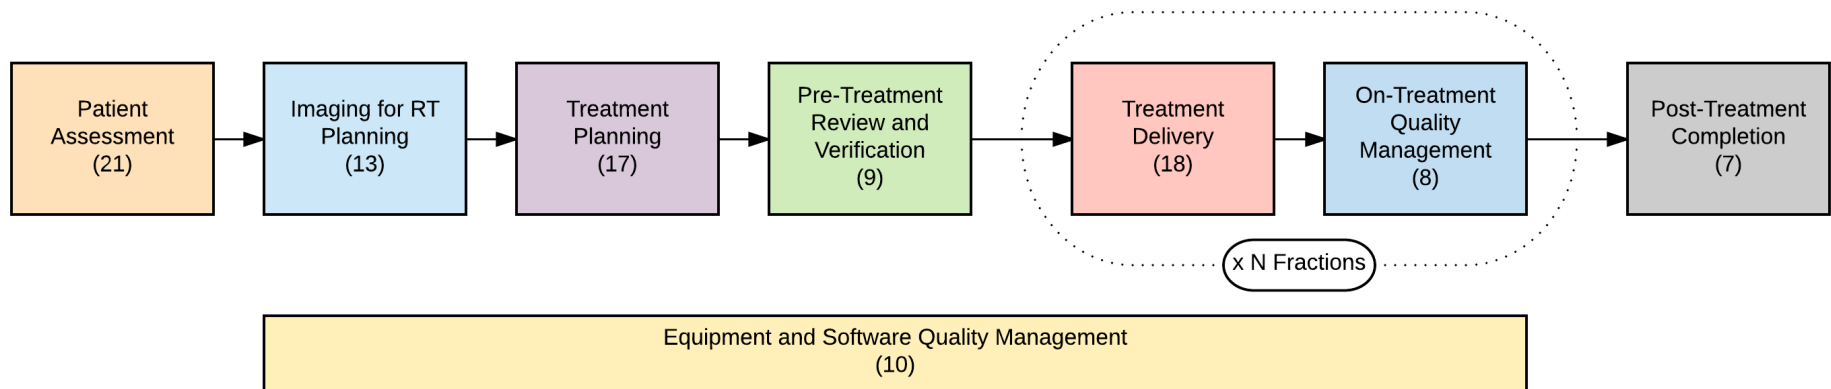 Patient
Assessment
(21)
Imaging for RT
Planning
(13)
Treatment
Planning
(17)
Pre-Treatment
Review and
Verification
(9)
Treatment
Delivery
(18)
On-Treatment
Quality
Management
(8)
Post-Treatment
Completion
(7)
x N Fractions
Equipment and Software Quality Management
(10)